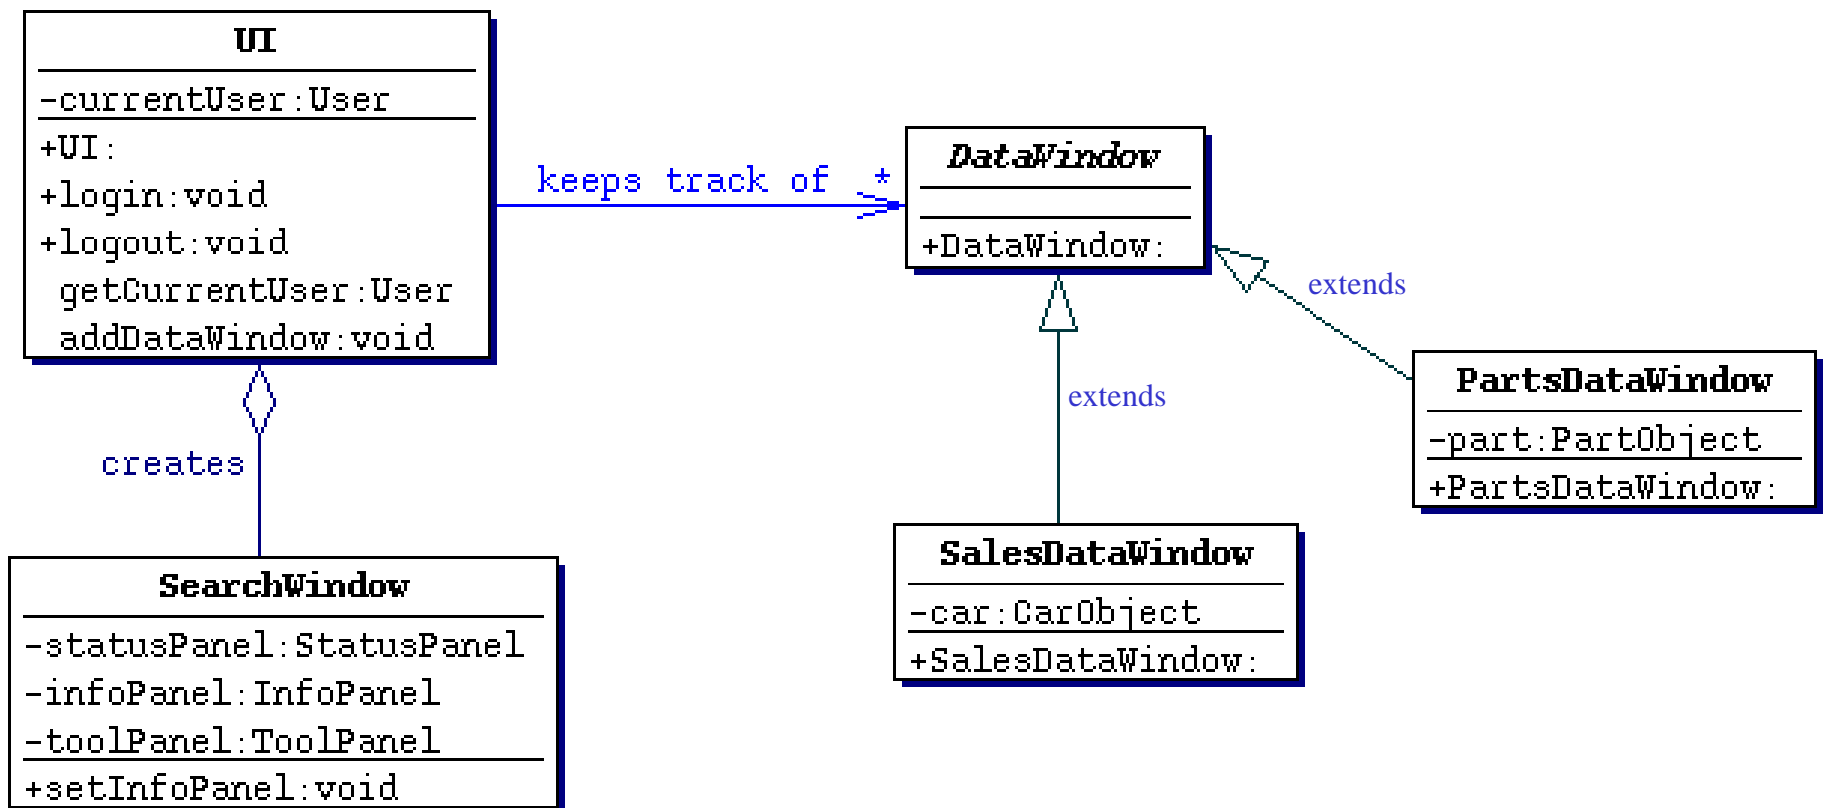 UI
-currentUser:User
+UI:
+login:void
+logout:void
getCurrentUser:User
addDataWindow:void
keeps track of *
DataWindow
+DataWindow:
extends
extends
creates
PartsDataWindow
-part:PartObject
+PartsDataWindow:
SalesDataWindow
-car:CarObject
+SalesDataWindow:
SearchWindow
-statusPanel:StatusPanel
-infoPanel:InfoPanel
-toolPanel:ToolPanel
+setInfoPanel:void